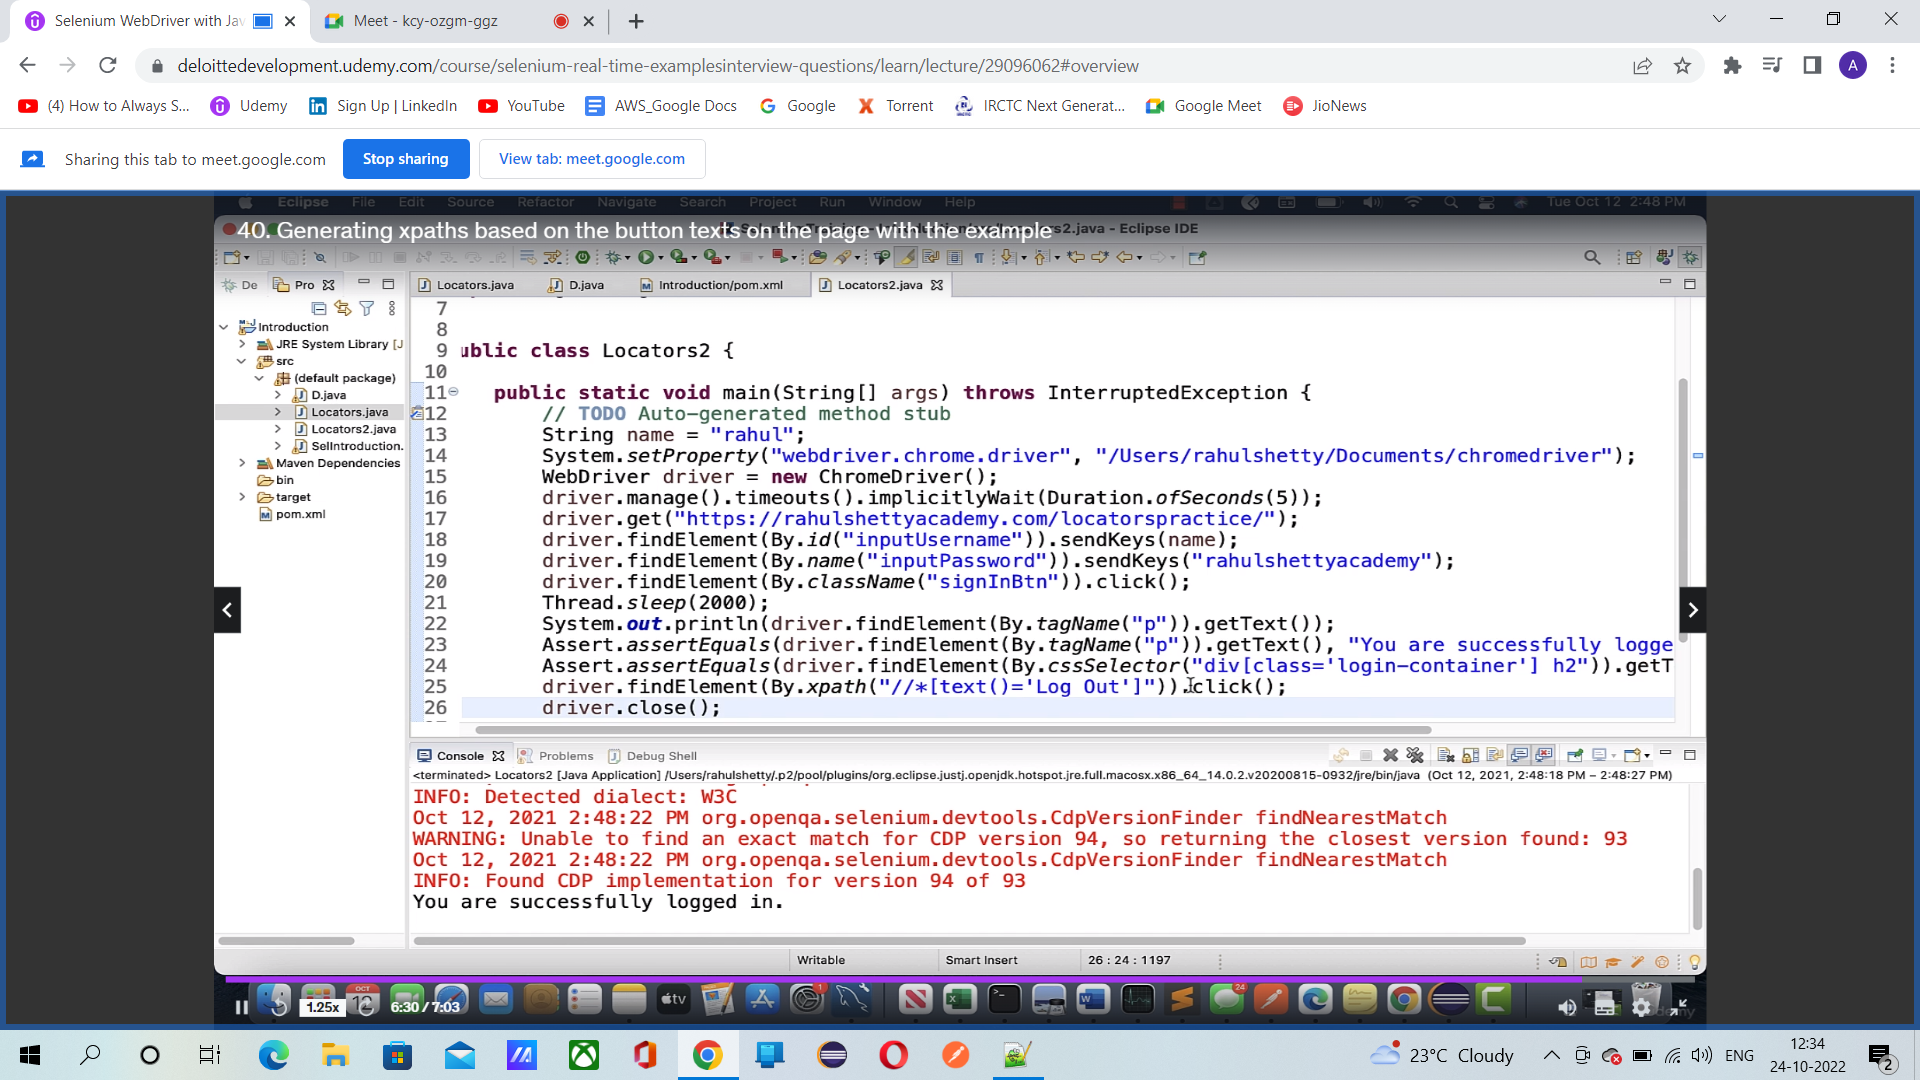 Selenium WebDriver with Jav
Meet - kcy-ozgm-ggz
deloittedevelopment.udemy.com/course/selenium-real-time-examplesinterview-questions/learn/lecture/29096062#overview
A
(4) How to Always S...
Udemy
Sign Up | LinkedIn
YouTube
AWS_Google Docs
Google
Torrent
IRCTC Next Generat...
Google Meet
JioNews
Sharing this tab to meet.google.com
Stop sharing
View tab: meet.google.com
Eclipse File Edit Source Refactor Navigate Search Project Run Window Help
Tue Oct 12 2:48 PM
40. Generating xpaths based on the button texts on the page with the example
s2.java - Eclipse IDE
De
Pro
Locators.java
D.java
Introduction/pom.xml
Locators2.java
Introduction
JRE System Library [J
src
(default package)
D.java
Locators.java
Locators2.java
SelIntroduction.
Maven Dependencies
bin
target
pom.xml
7
8
9 ublic class Locators2 {
10
11 public static void main(String[] args) throws InterruptedException {
12 // TODO Auto-generated method stub
13 String name = "rahul";
14 System.setProperty("webdriver.chrome.driver", "/Users/rahulshetty/Documents/chromedriver");
15 WebDriver driver = new ChromeDriver();
16 driver.manage().timeouts().implicitlyWait(Duration.ofSeconds(5));
17 driver.get("https://rahulshettyacademy.com/locatorspractice/");
18 driver.findElement(By.id("inputUsername")).sendKeys(name);
19 driver.findElement(By.name("inputPassword")).sendKeys("rahulshettyacademy");
20 driver.findElement(By.className("signInBtn")).click();
21 Thread.sleep(2000);
22 System.out.println(driver.findElement(By.tagName("p")).getText());
23 Assert.assertEquals(driver.findElement(By.tagName("p")).getText(), "You are successfully logge
24 Assert.assertEquals(driver.findElement(By.cssSelector("div[class='login-container'] h2")).getT
25 driver.findElement(By.xpath("//*[text()='Log Out']")).click();
26 driver.close();
Console
Problems
Debug Shell
<terminated> Locators2 [Java Application] /Users/rahulshetty/.p2/pool/plugins/org.eclipse.justj.openjdk.hotspot.jre.full.macosx.x86_64_14.0.2.v20200815-0932/jre/bin/java (Oct 12, 2021, 2:48:18 PM – 2:48:27 PM)
INFO: Detected dialect: W3C
Oct 12, 2021 2:48:22 PM org.openqa.selenium.devtools.CdpVersionFinder findNearestMatch
WARNING: Unable to find an exact match for CDP version 94, so returning the closest version found: 93
Oct 12, 2021 2:48:22 PM org.openqa.selenium.devtools.CdpVersionFinder findNearestMatch
INFO: Found CDP implementation for version 94 of 93
You are successfully logged in.
Writable
Smart Insert
26 : 24 : 1197
1.25x
6:30 / 7:03
OCT
tv
1
24
23°C Cloudy
ENG
12:34
24-10-2022
2